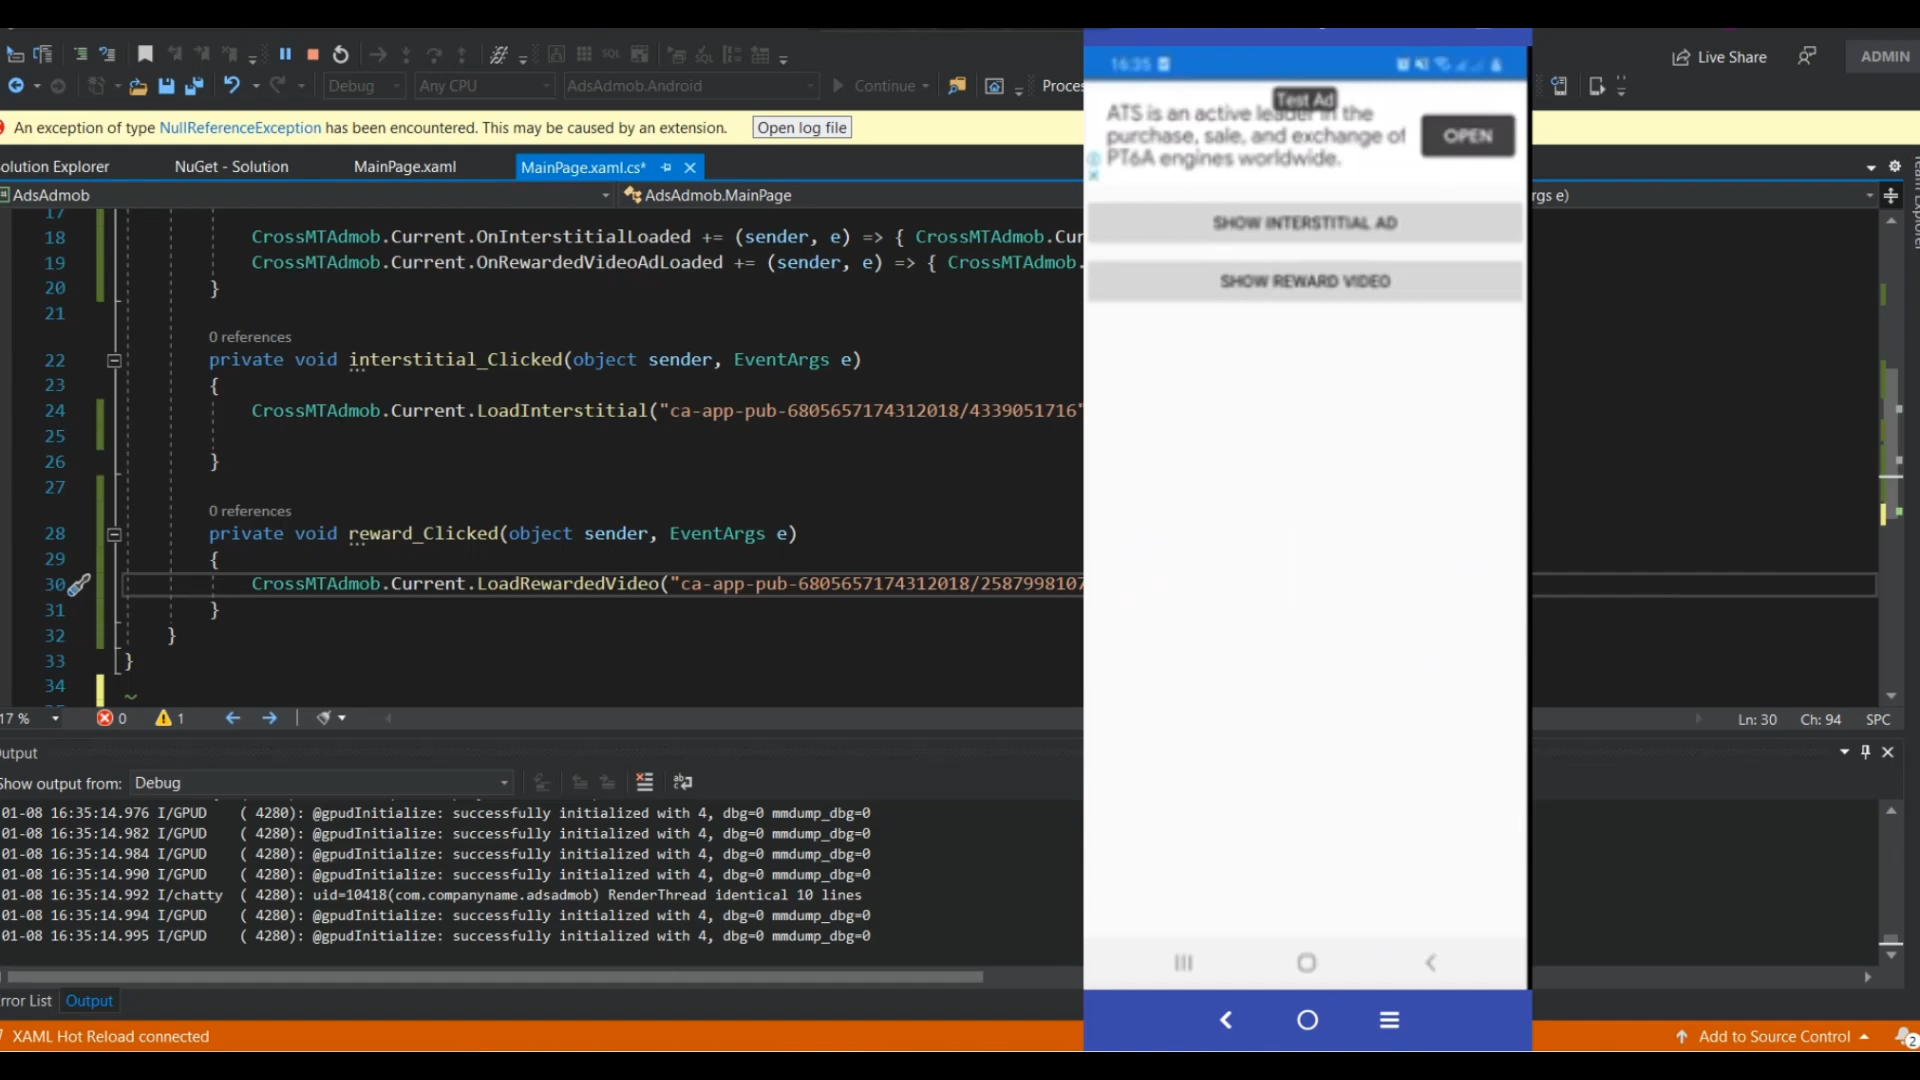 Live Share
ADMIN
Debug
Any CPU
AdsAdmob.Android
Continue
Proces
An exception of type NullReferenceException has been encountered. This may be caused by an extension.
Open log file
olution Explorer
NuGet - Solution
MainPage.xaml
MainPage.xaml.cs*
AdsAdmob
AdsAdmob.MainPage
rgs e)
Team Explorer
17
18 CrossMTAdmob.Current.OnInterstitialLoaded += (sender, e) => { CrossMTAdmob.Cur
19 CrossMTAdmob.Current.OnRewardedVideoAdLoaded += (sender, e) => { CrossMTAdmob.
20 }
21
0 references
22 private void interstitial_Clicked(object sender, EventArgs e)
23 {
24 CrossMTAdmob.Current.LoadInterstitial("ca-app-pub-6805657174312018/4339051716"
25
26 }
27
0 references
28 private void reward_Clicked(object sender, EventArgs e)
29 {
30 CrossMTAdmob.Current.LoadRewardedVideo("ca-app-pub-6805657174312018/2587998107
31 }
32 }
33 }
34
17 %
0
1
Ln: 30 Ch: 94 SPC
utput
Show output from: Debug
01-08 16:35:14.976 I/GPUD ( 4280): @gpudInitialize: successfully initialized with 4, dbg=0 mmdump_dbg=0
01-08 16:35:14.982 I/GPUD ( 4280): @gpudInitialize: successfully initialized with 4, dbg=0 mmdump_dbg=0
01-08 16:35:14.984 I/GPUD ( 4280): @gpudInitialize: successfully initialized with 4, dbg=0 mmdump_dbg=0
01-08 16:35:14.990 I/GPUD ( 4280): @gpudInitialize: successfully initialized with 4, dbg=0 mmdump_dbg=0
01-08 16:35:14.992 I/chatty ( 4280): uid=10418(com.companyname.adsadmob) RenderThread identical 10 lines
01-08 16:35:14.994 I/GPUD ( 4280): @gpudInitialize: successfully initialized with 4, dbg=0 mmdump_dbg=0
01-08 16:35:14.995 I/GPUD ( 4280): @gpudInitialize: successfully initialized with 4, dbg=0 mmdump_dbg=0
rror List
Output
XAML Hot Reload connected
Add to Source Control
2
16:35
Test Ad
ATS is an active leader in the
purchase, sale, and exchange of
PT6A engines worldwide.
OPEN
SHOW INTERSTITIAL AD
SHOW REWARD VIDEO